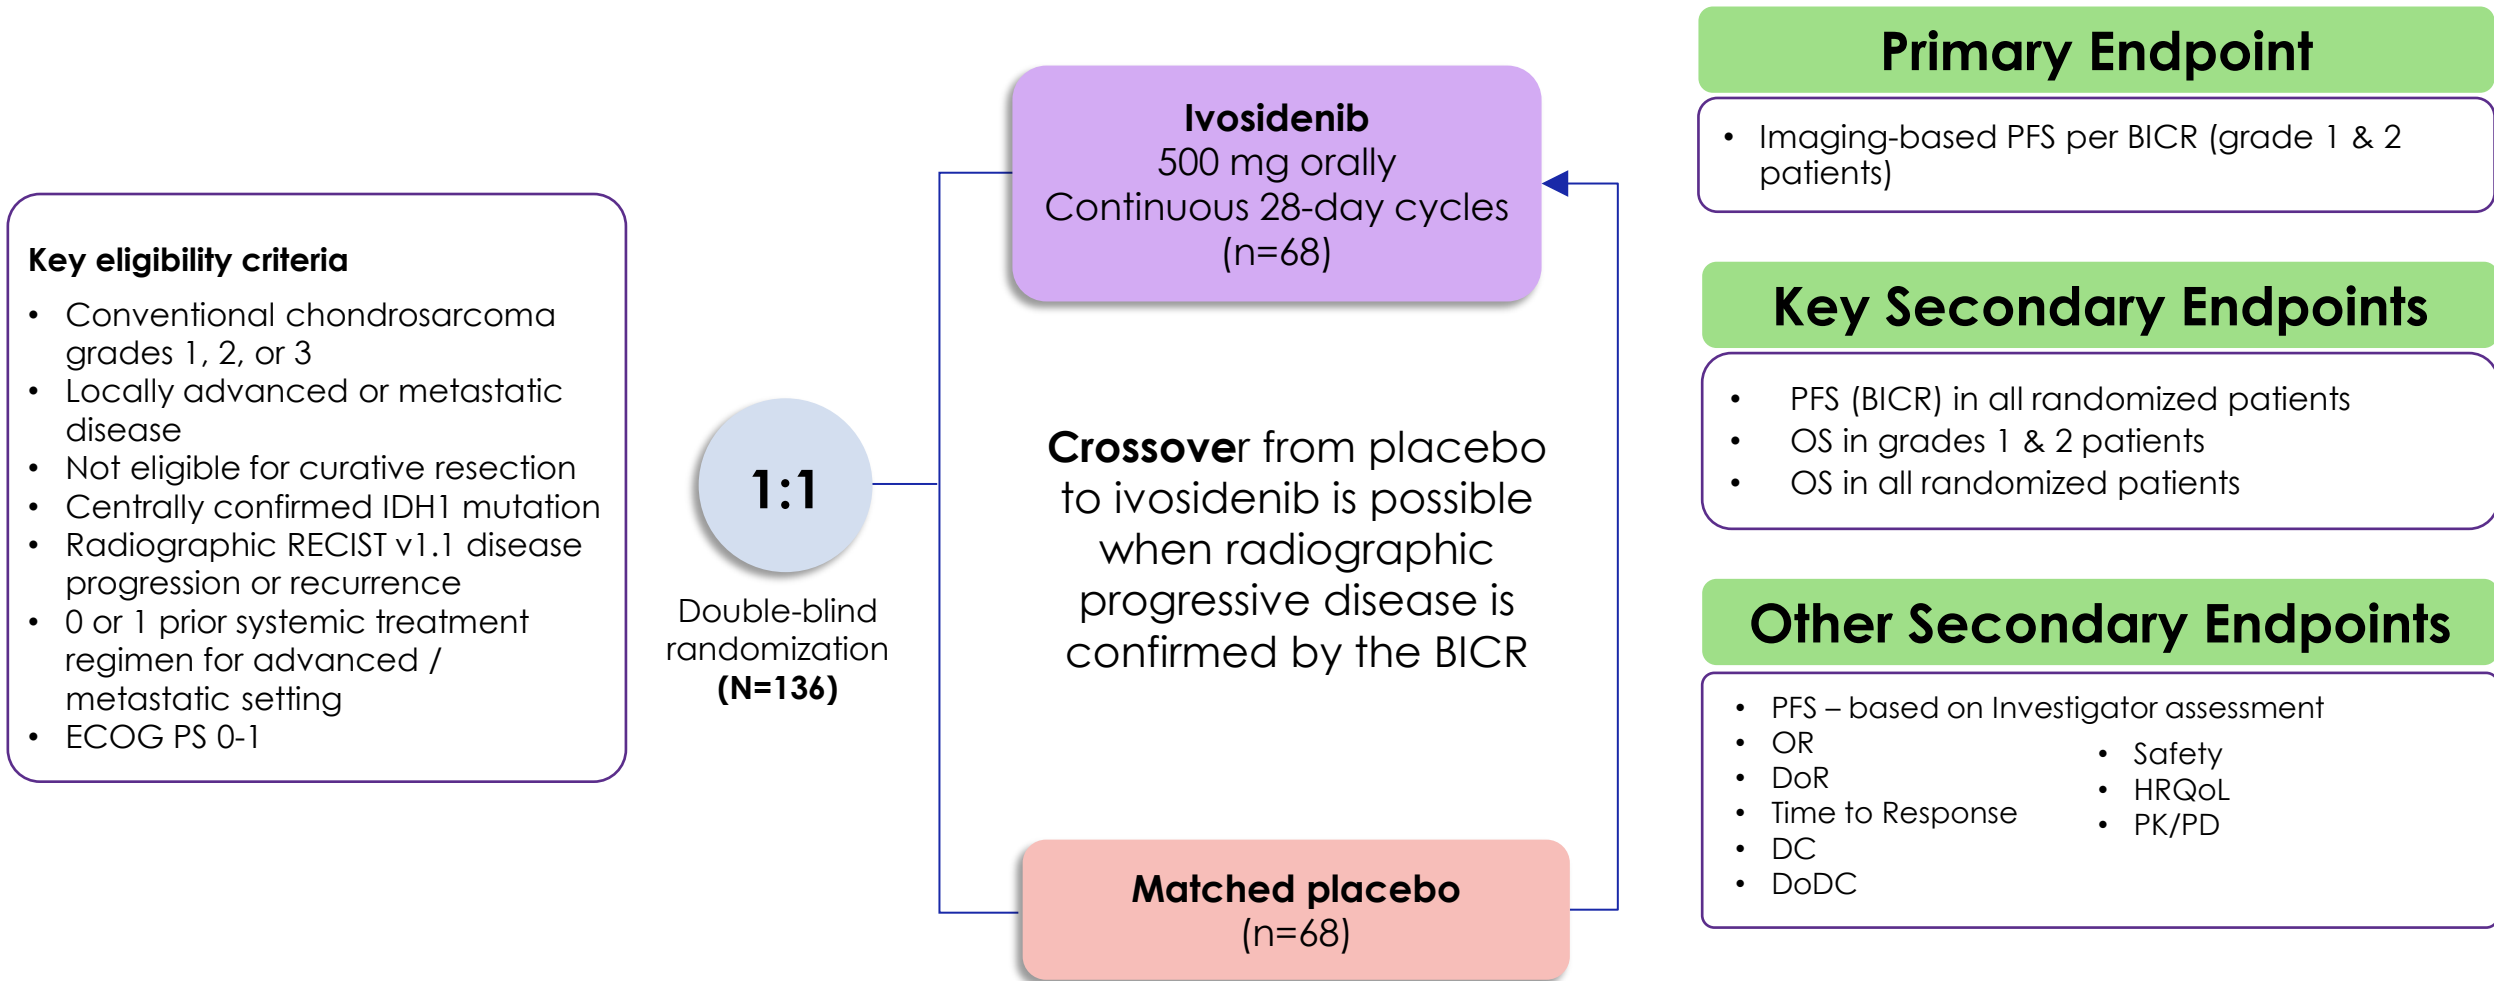 Key eligibility criteria
• Conventional chondrosarcoma
grades 1, 2, or 3
• Locally advanced or metastatic
disease
• Not eligible for curative resection
• Centrally confirmed IDH1 mutation
• Radiographic RECIST v1.1 disease
progression or recurrence
• 0 or 1 prior systemic treatment
regimen for advanced /
metastatic setting
• ECOG PS 0-1
1:1
Double-blind
randomization
(N=136)
Ivosidenib
500 mg orally
Continuous 28-day cycles
(n=68)
Crossover from placebo
to ivosidenib is possible
when radiographic
progressive disease is
confirmed by the BICR
Matched placebo
(n=68)
Primary Endpoint
• Imaging-based PFS per BICR (grade 1 & 2
patients)
Key Secondary Endpoints
• PFS (BICR) in all randomized patients
• OS in grades 1 & 2 patients
• OS in all randomized patients
Other Secondary Endpoints
• PFS – based on Investigator assessment
• OR
• DoR
• Time to Response
• DC
• DoDC
• Safety
• HRQoL
• PK/PD